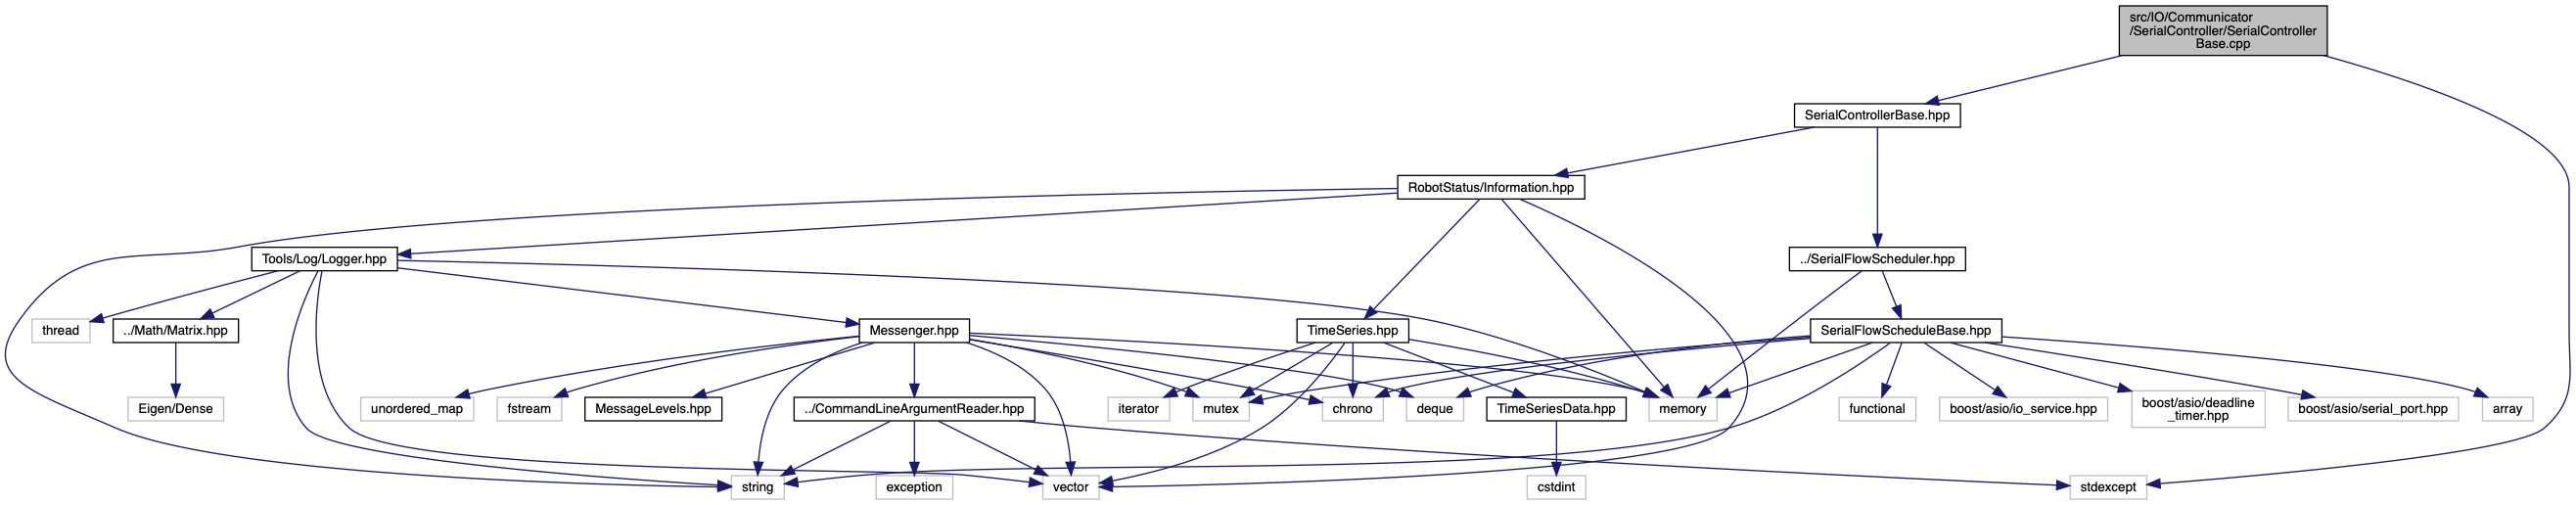 src/IO/Communicator
/SerialController/SerialController
Base.cpp
SerialControllerBase.hpp
RobotStatus/Information.hpp
Tools/Log/Logger.hpp
../SerialFlowScheduler.hpp
thread
../Math/Matrix.hpp
Messenger.hpp
TimeSeries.hpp
SerialFlowScheduleBase.hpp
Eigen/Dense
unordered_map
fstream
MessageLevels.hpp
../CommandLineArgumentReader.hpp
iterator
mutex
chrono
deque
TimeSeriesData.hpp
memory
functional
boost/asio/io_service.hpp
boost/asio/deadline
_timer.hpp
boost/asio/serial_port.hpp
array
string
exception
vector
cstdint
stdexcept